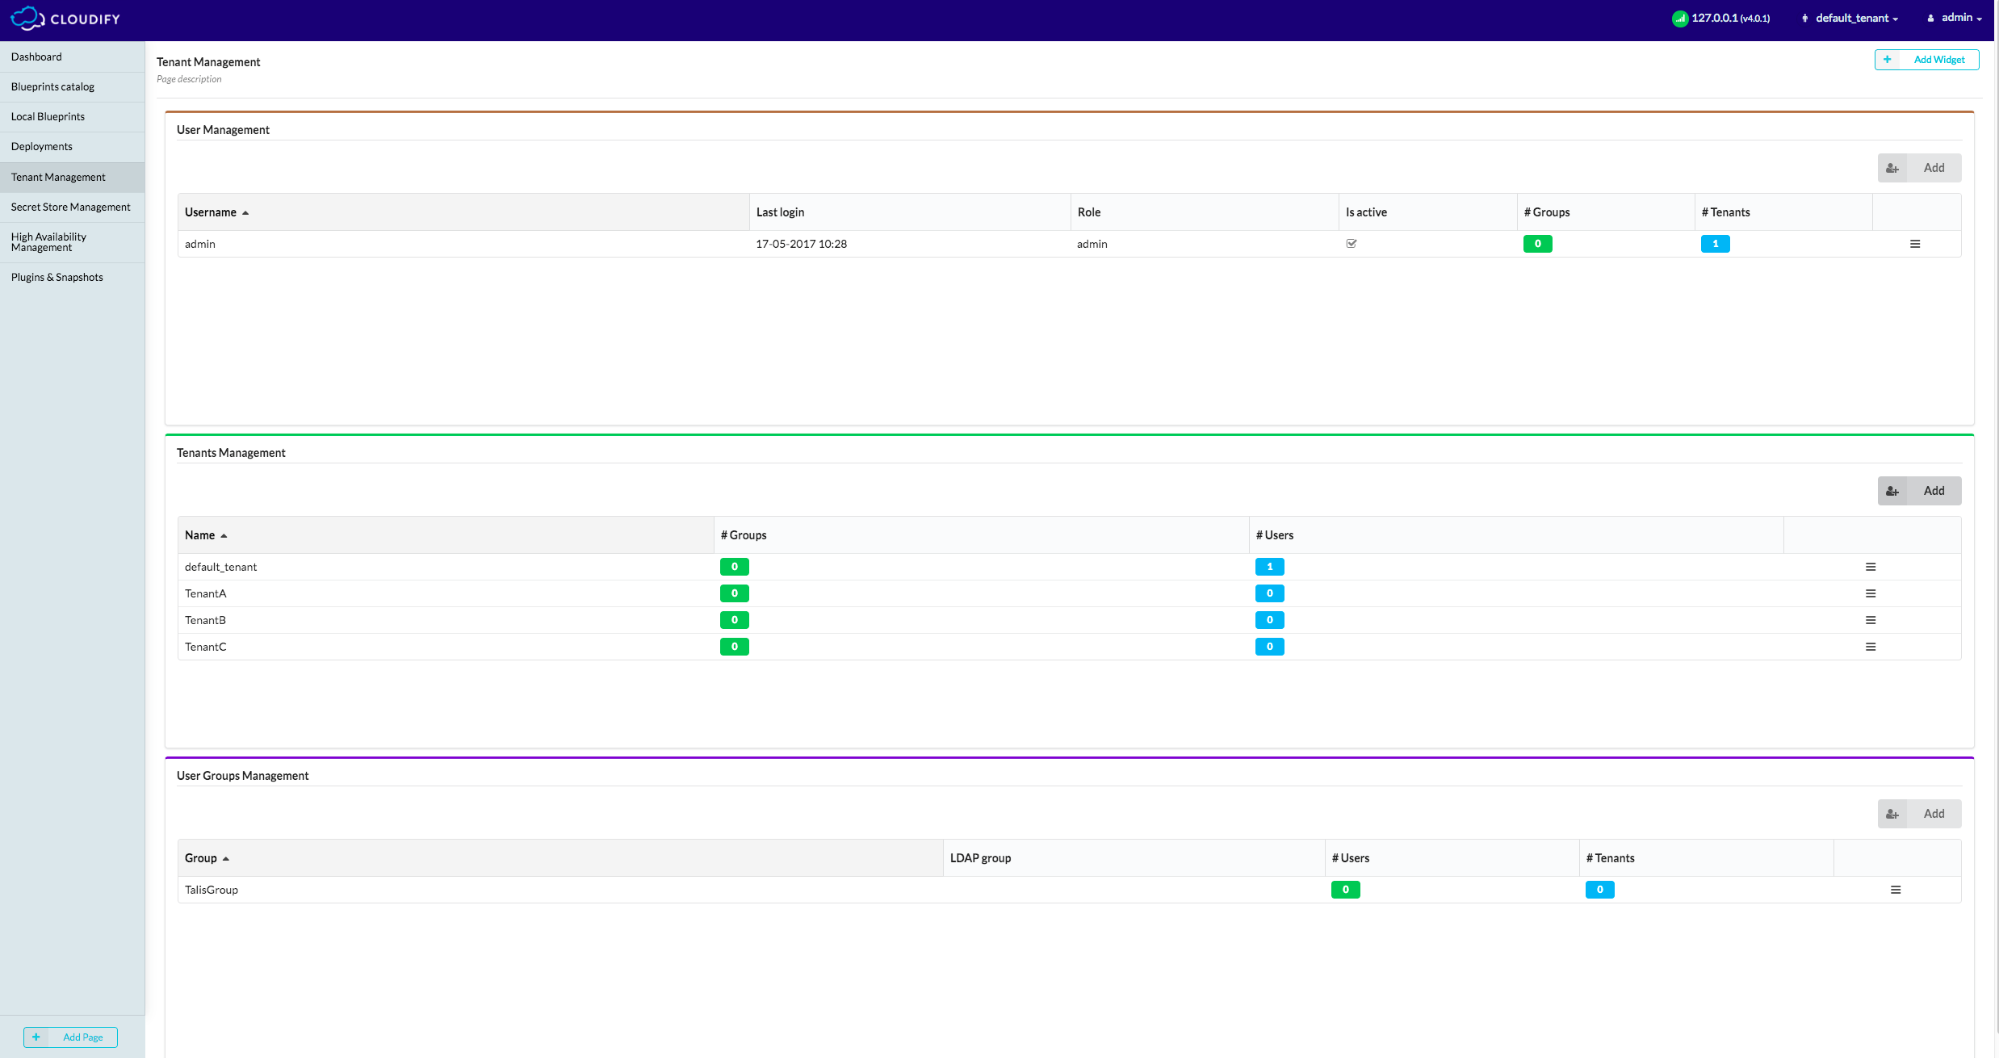 CLOUDIFY
127.0.0.1 (v4.0.1)
default_tenant
admin
Dashboard
Blueprints catalog
Local Blueprints
Deployments
Tenant Management
Secret Store Management
High Availability
Management
Plugins & Snapshots
Add Page
Tenant Management
Page description
Add Widget
User Management
Add
Username Last login Role Is active # Groups # Tenants
admin 17-05-2017 10:28 admin 0 1
Tenants Management
Add
Name # Groups # Users
default_tenant 0 1
TenantA 0 0
TenantB 0 0
TenantC 0 0
User Groups Management
Add
Group LDAP group # Users # Tenants
TalisGroup 0 0